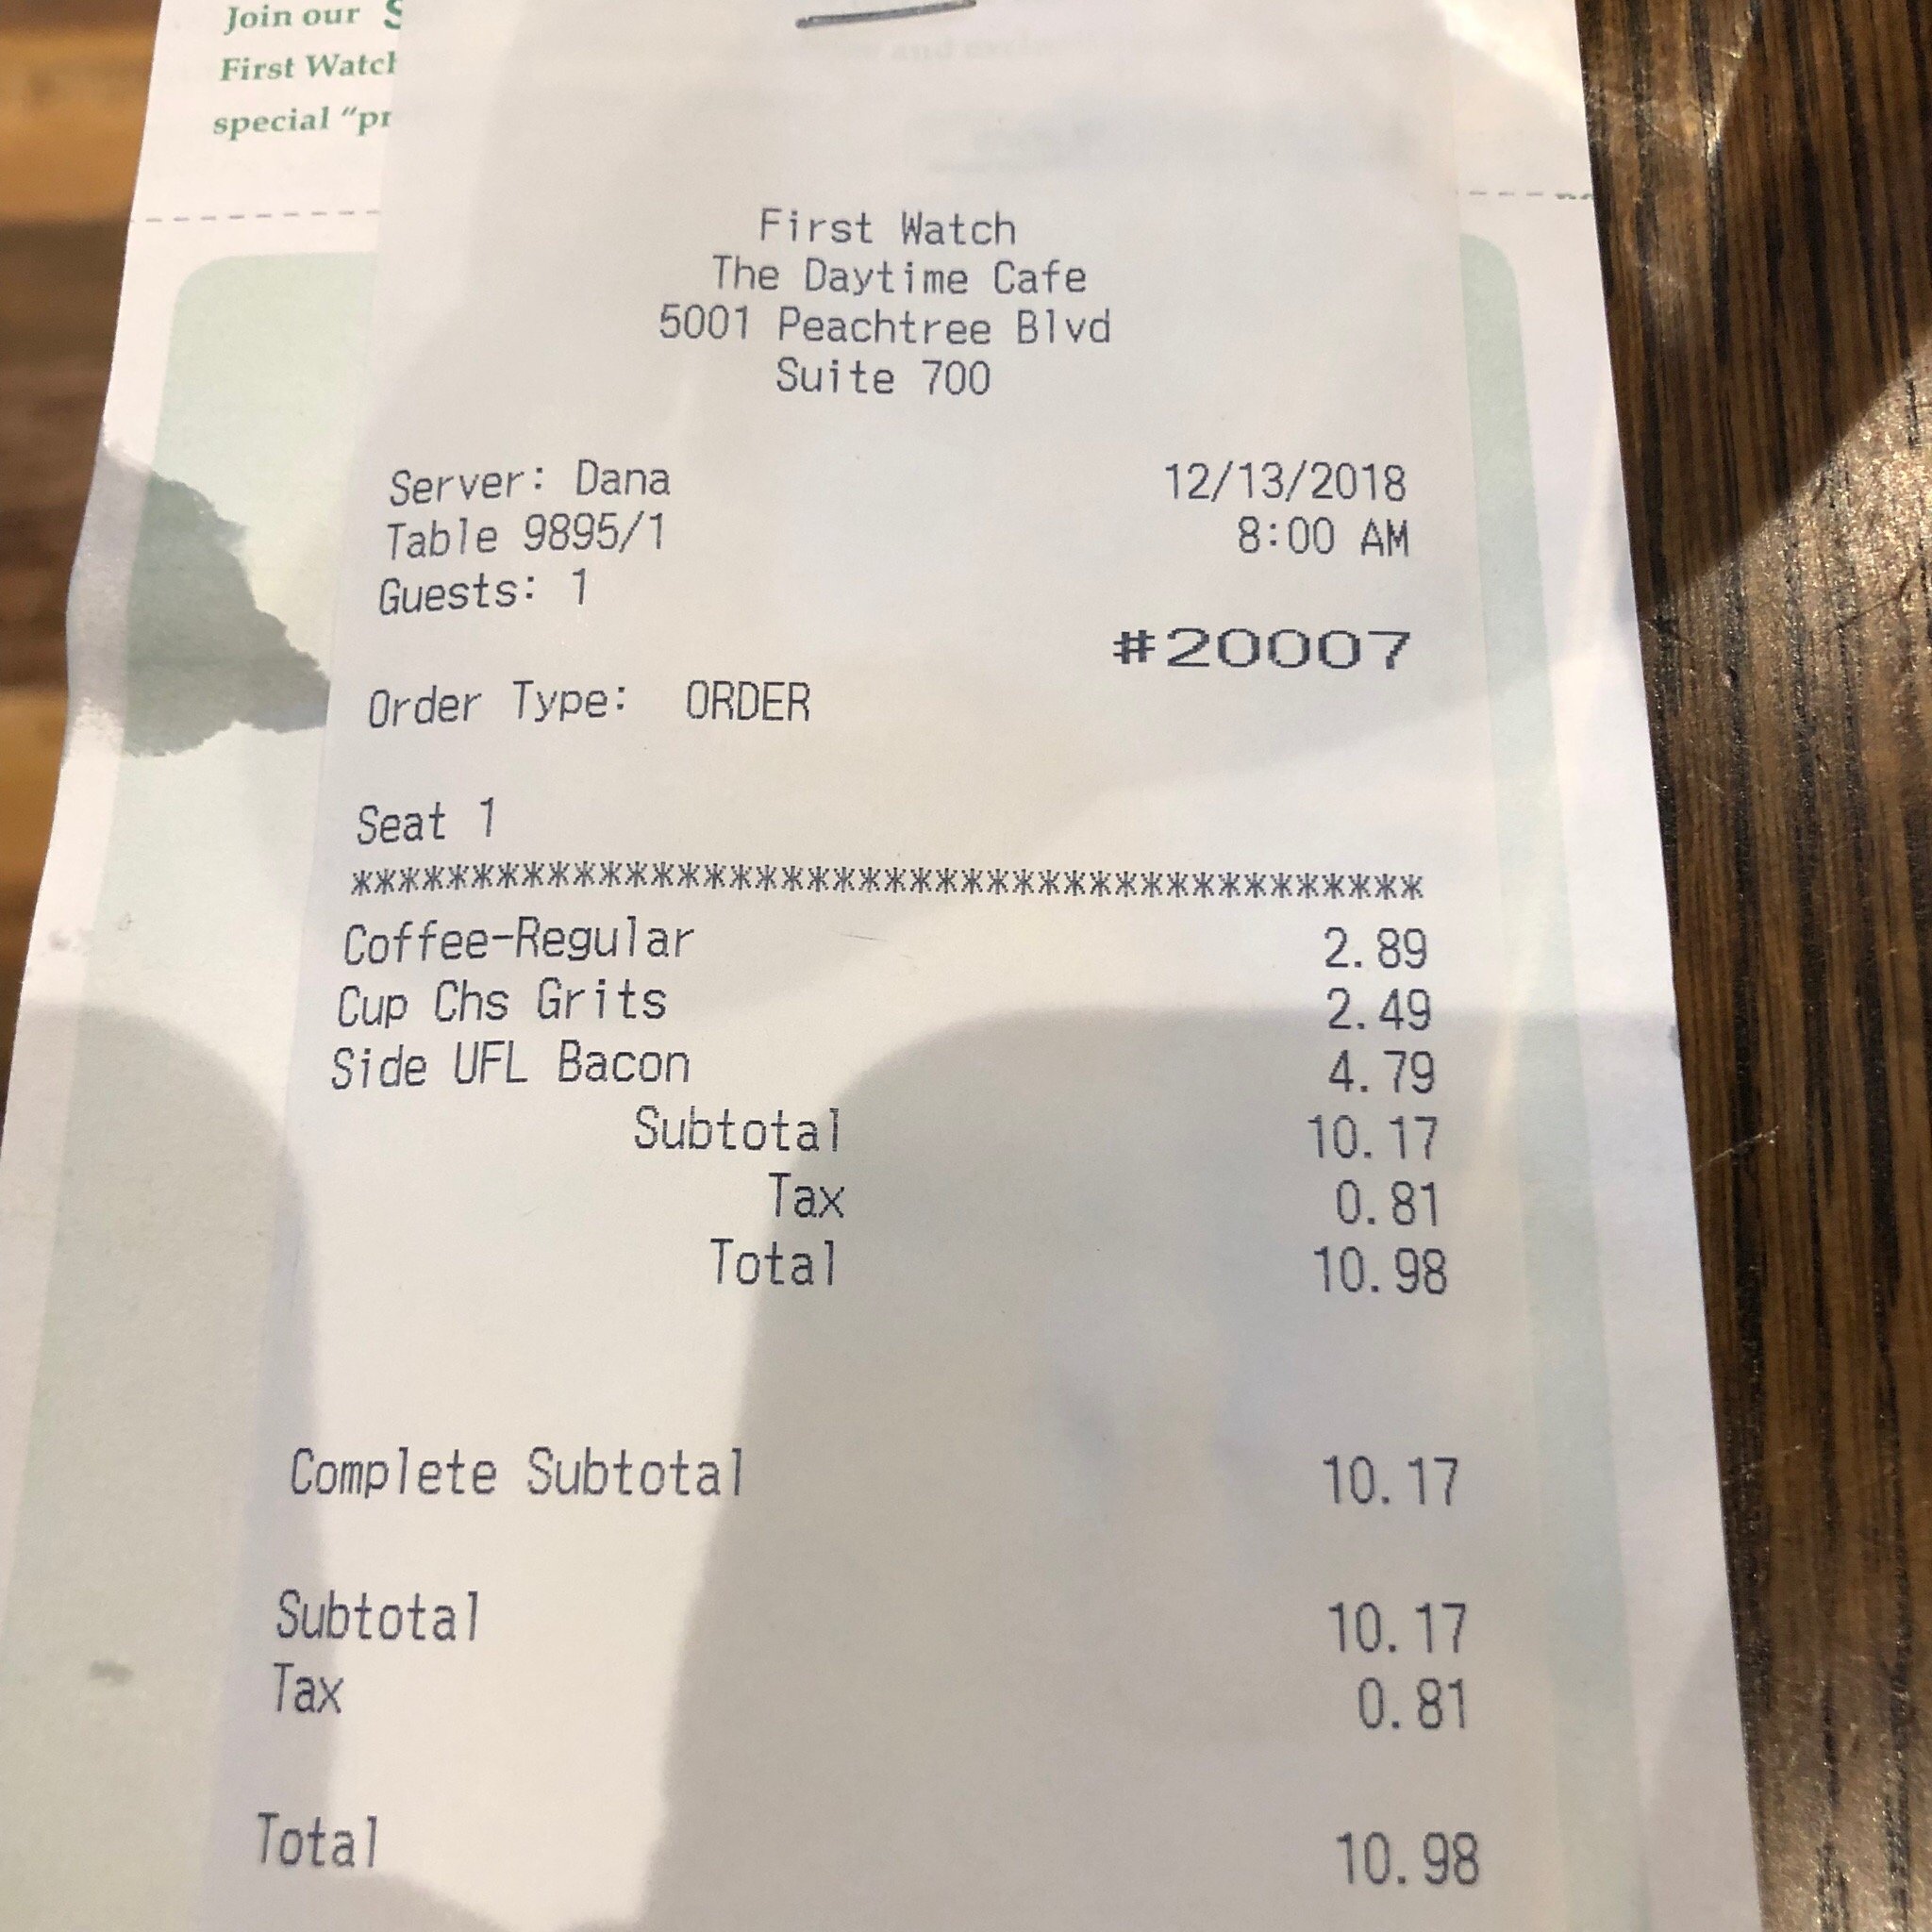 Join our
First Watch
special “pr
First Watch
The Daytime Cafe
5001 Peachtree Blvd
Suite 700
Server: Dana 12/13/2018
Table 9895/1 8:00 AM
Guests: 1
#20007
Order Type: ORDER
Seat 1
******************************************
Coffee-Regular 2.89
Cup Chs Grits 2.49
Side UFL Bacon 4.79
Subtotal 10.17
Tax 0.81
Total 10.98
Complete Subtotal 10.17
Subtotal 10.17
Tax 0.81
Total 10.98